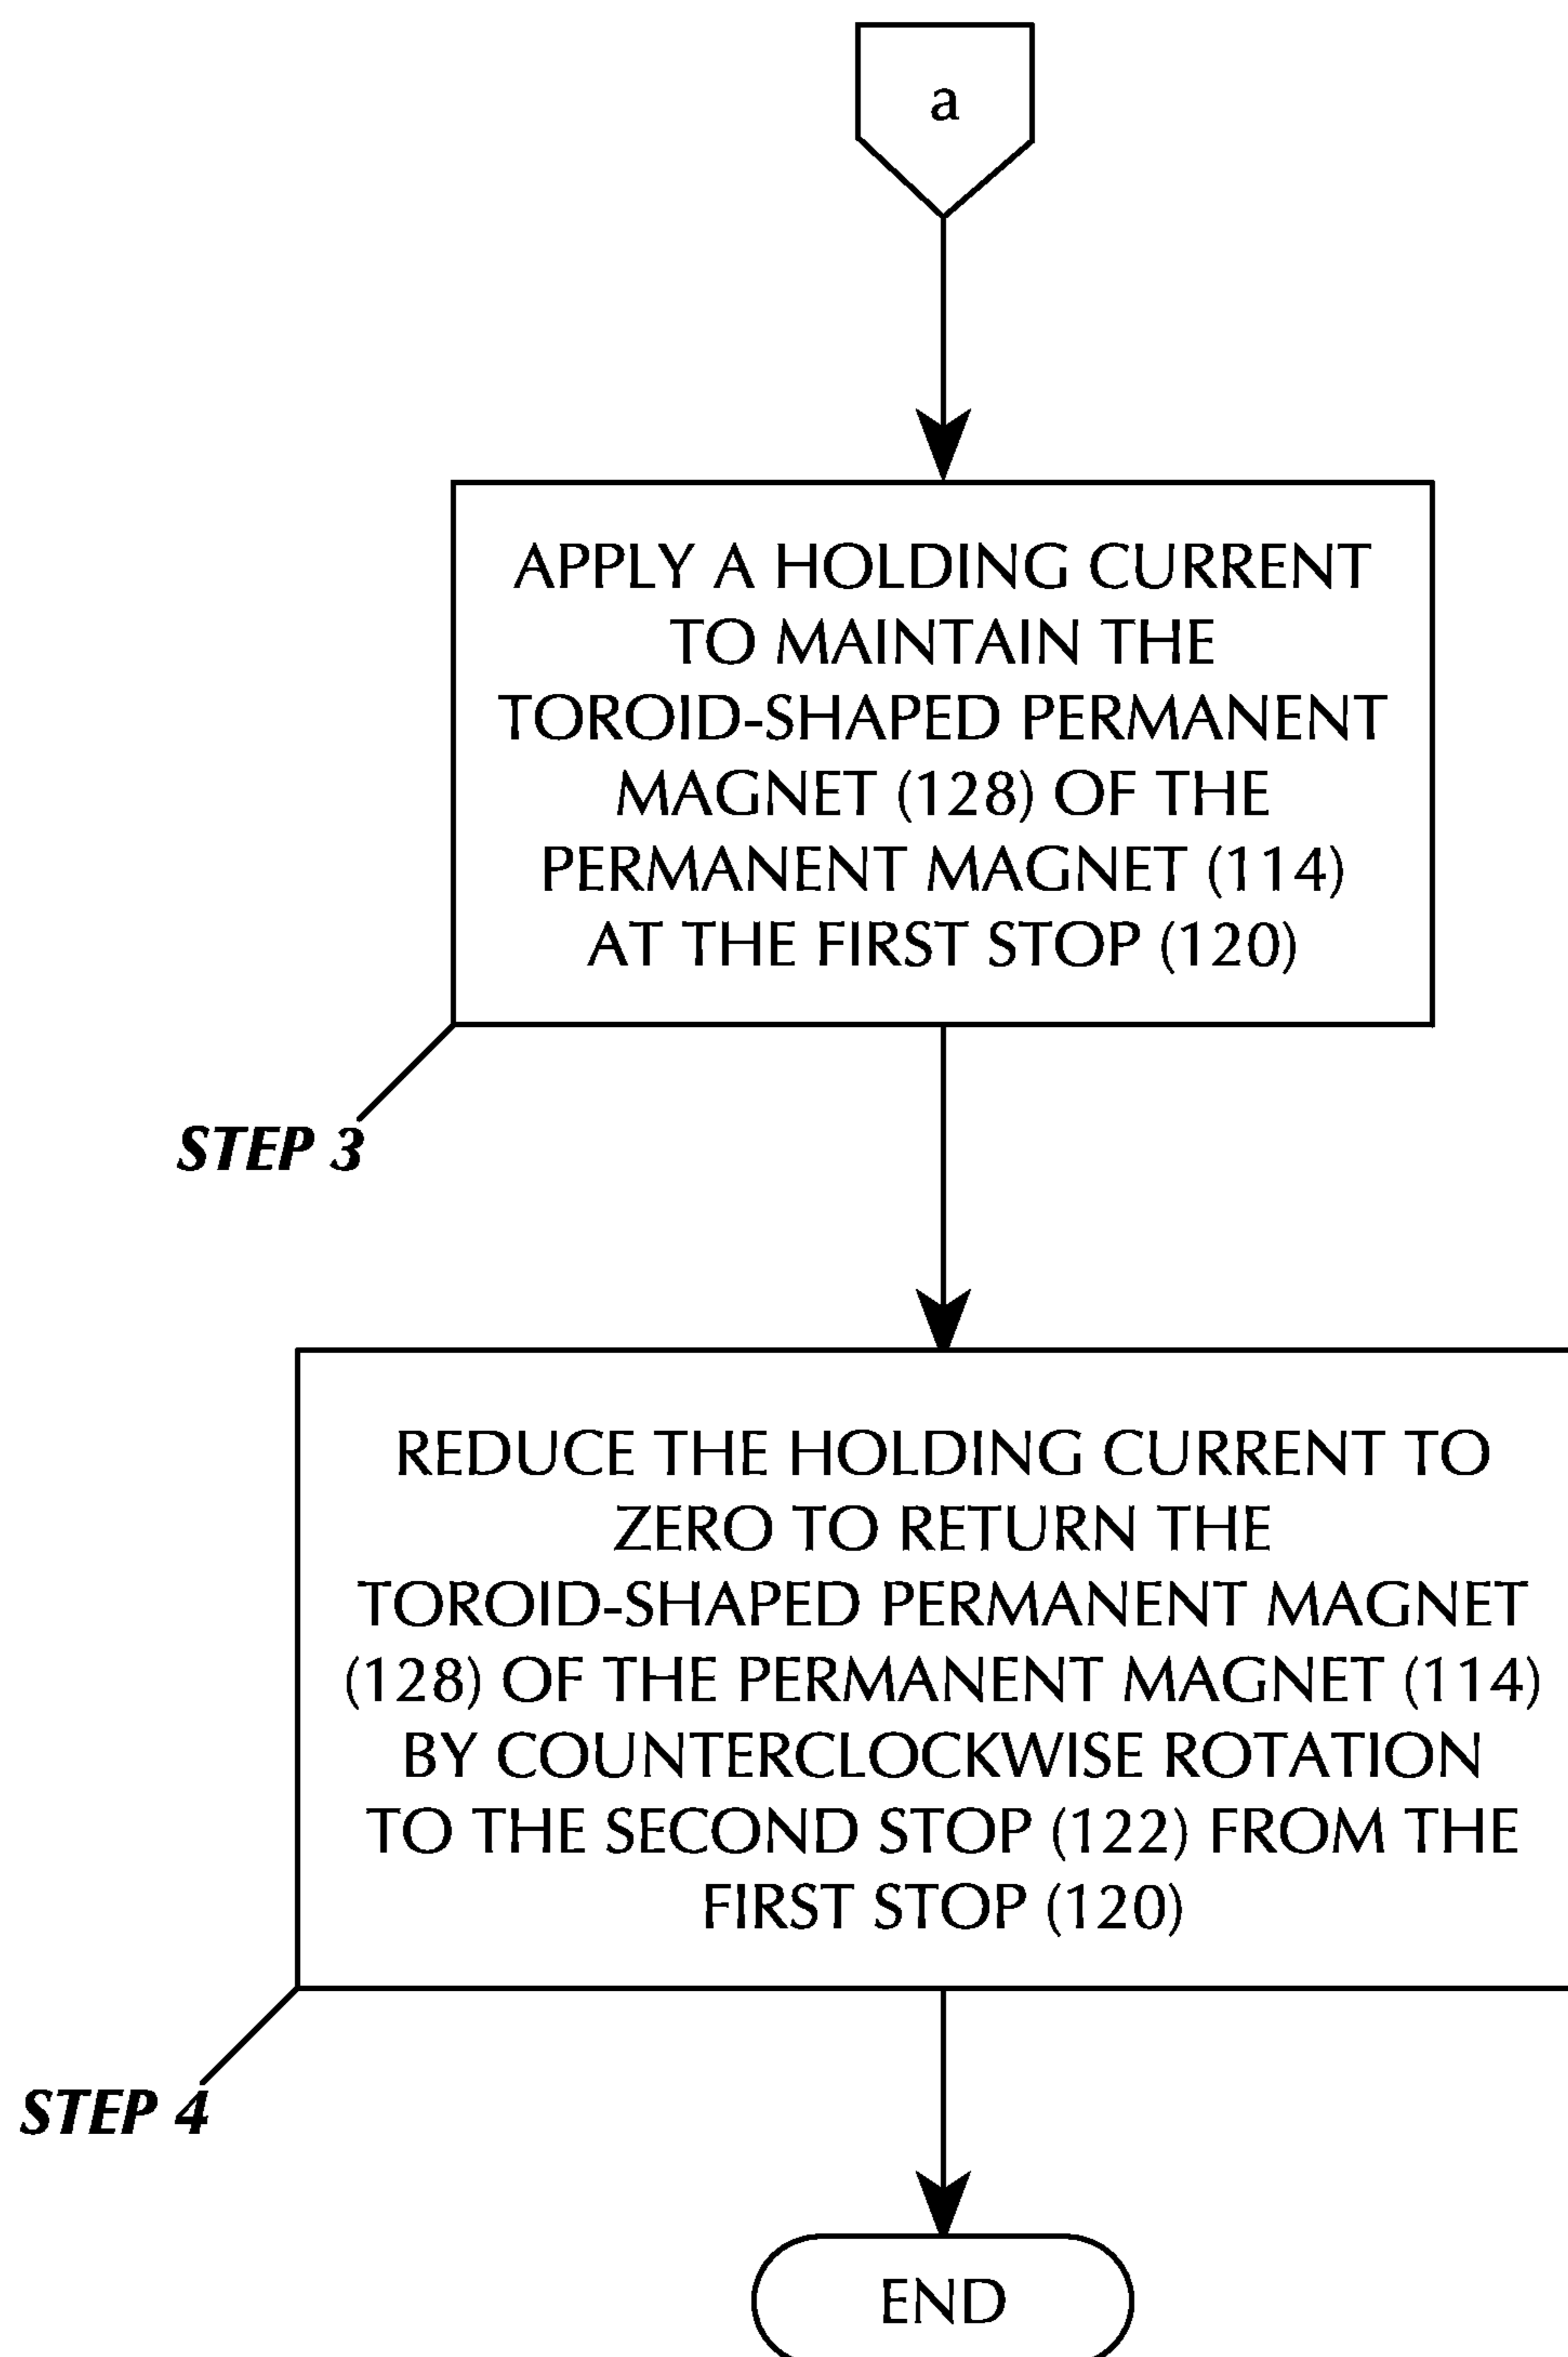 a
APPLY A HOLDING CURRENT
TO MAINTAIN THE
TOROID-SHAPED PERMANENT
MAGNET (128) OF THE
PERMANENT MAGNET (114)
AT THE FIRST STOP (120)
STEP 3
REDUCE THE HOLDING CURRENT TO
ZERO TO RETURN THE
TOROID-SHAPED PERMANENT MAGNET
(128) OF THE PERMANENT MAGNET (114)
BY COUNTERCLOCKWISE ROTATION
TO THE SECOND STOP (122) FROM THE
FIRST STOP (120)
STEP 4
END